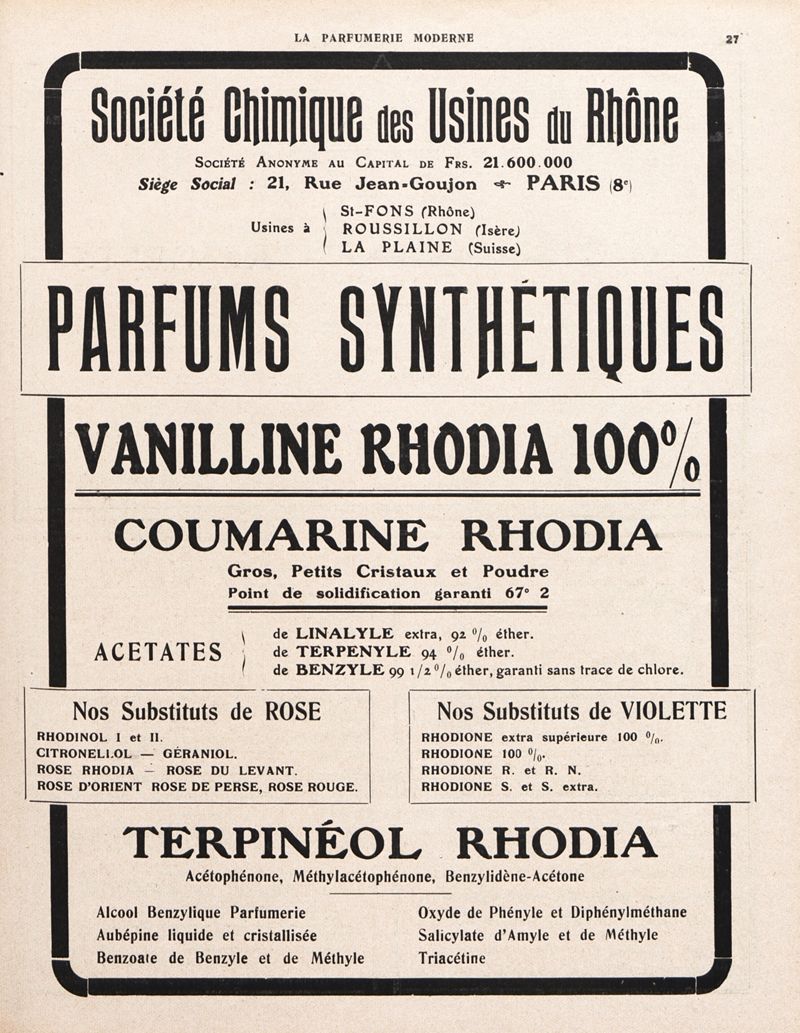 LA PARFUMERIE MODERNE
27
Société Chimique des Usines du Rhône
SOCIÉTÉ ANONYME AU CAPITAL DE FRS. 21.600.000
Siège Social : 21, Rue Jean-Goujon PARIS (8e)
Usines à
St-FONS (Rhône)
ROUSSILLON (Isère)
LA PLAINE (Suisse)
PARFUMS SYNTHÉTIQUES
VANILLINE RHODIA 100%
COUMARINE RHODIA
Gros, Petits Cristaux et Poudre
Point de solidification garanti 67° 2
ACETATES
de LINALYLE extra, 92 % éther.
de TERPENYLE 94 % éther.
de BENZYLE 99 1/2 % éther, garanti sans trace de chlore.
Nos Substituts de ROSE
RHODINOL I et II.
CITRONELLOL — GÉRANIOL.
ROSE RHODIA — ROSE DU LEVANT.
ROSE D'ORIENT ROSE DE PERSE, ROSE ROUGE.
Nos Substituts de VIOLETTE
RHODIONE extra supérieure 100 %.
RHODIONE 100 %.
RHODIONE R. et R. N.
RHODIONE S. et S. extra.
TERPINÉOL RHODIA
Acétophénone, Méthylacétophénone, Benzylidène-Acétone
Alcool Benzylique Parfumerie
Aubépine liquide et cristallisée
Benzoate de Benzyle et de Méthyle
Oxyde de Phényle et Diphénylméthane
Salicylate d'Amyle et de Méthyle
Triacétine